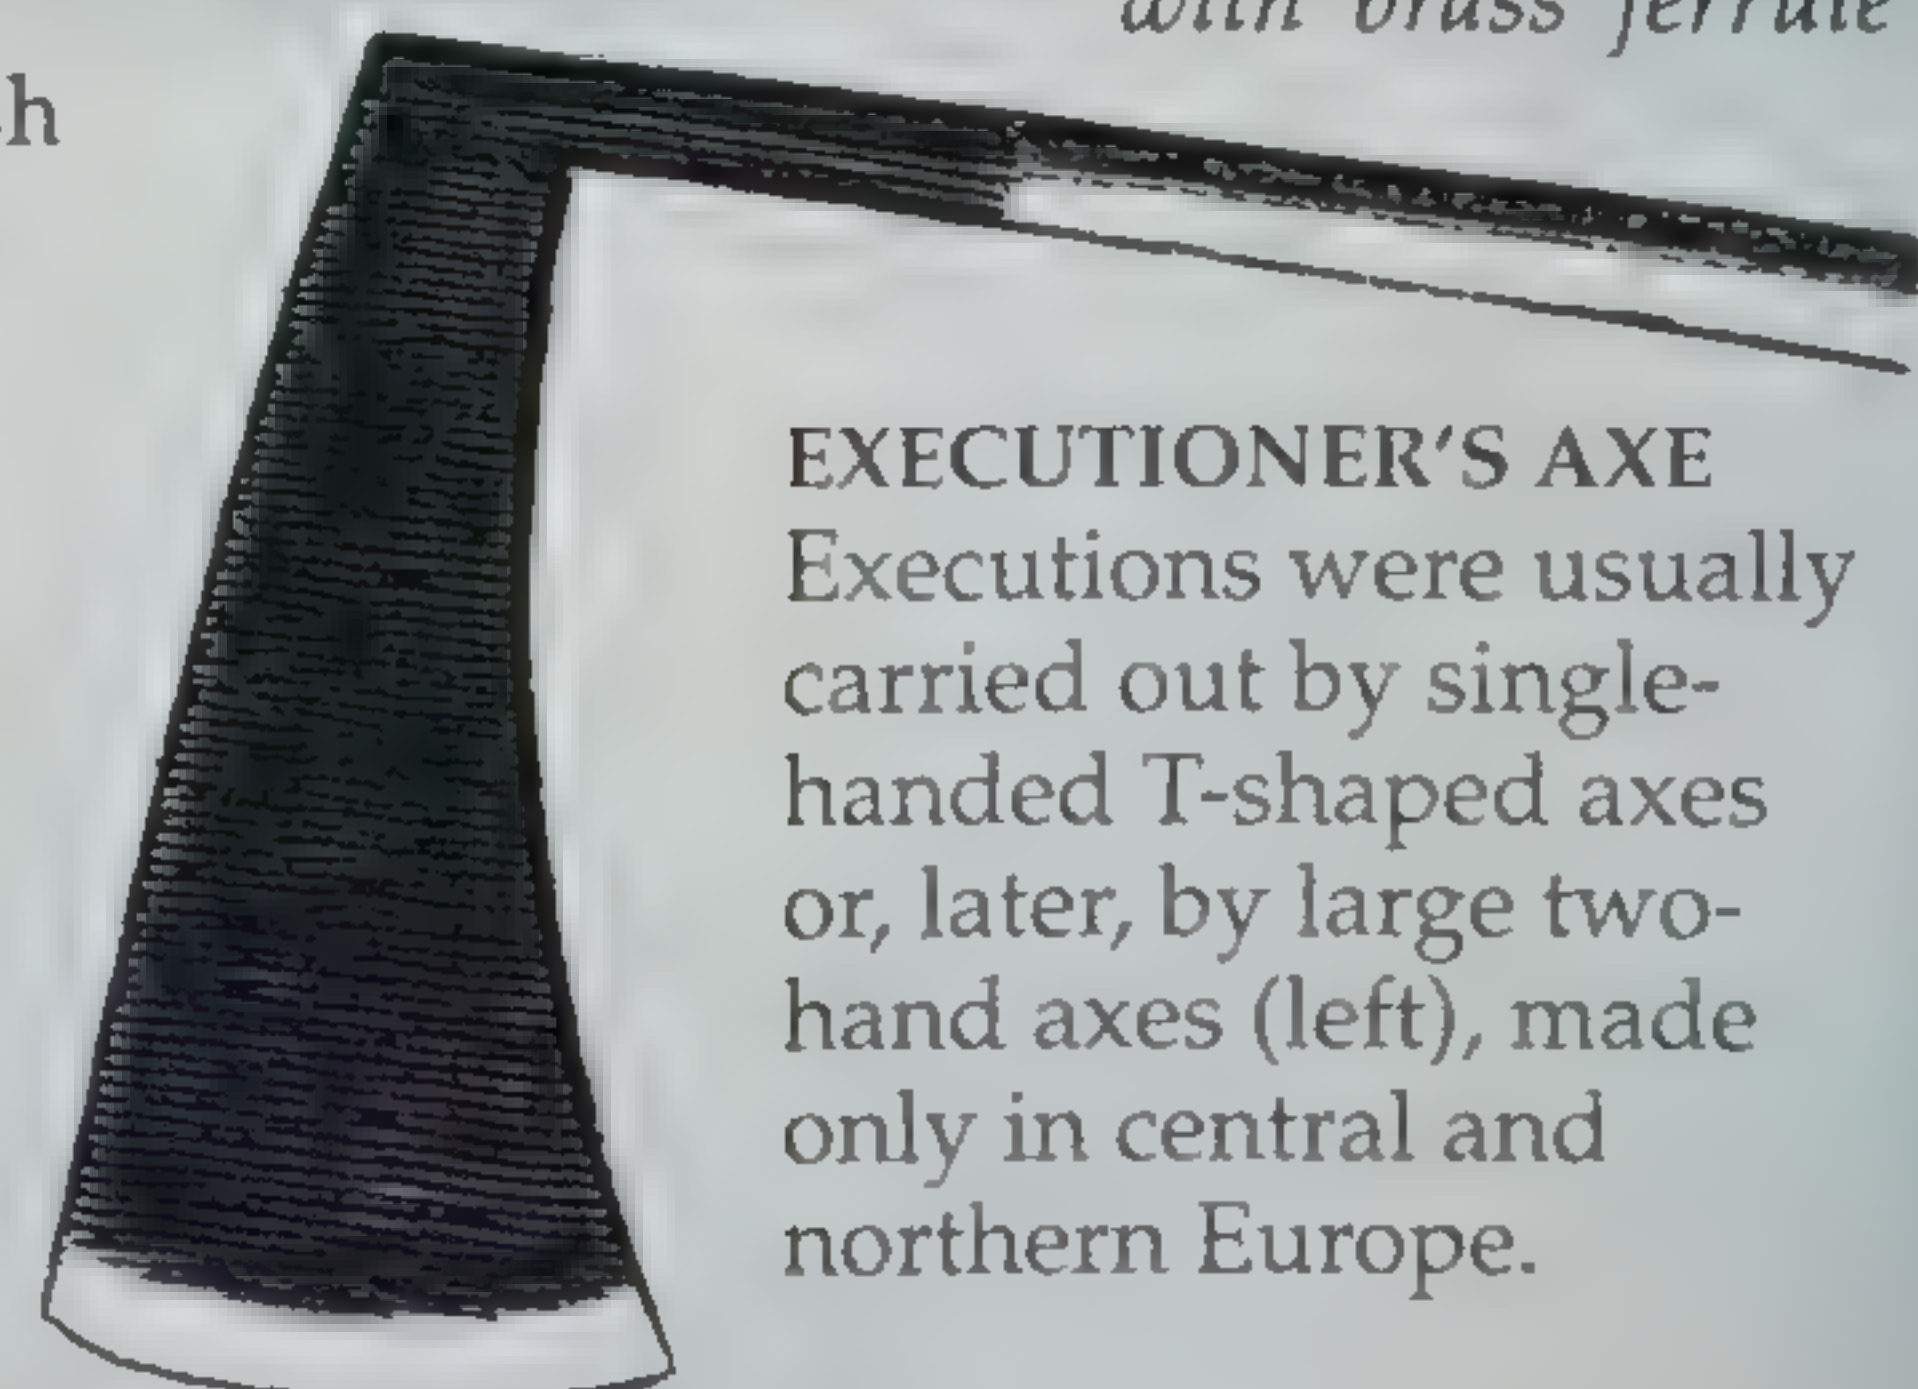 with brass ferrule
h
EXECUTIONER'S AXE
Executions were usually
carried out by single-
handed T-shaped axes
or, later, by large two-
hand axes (left), made
only in central and
northern Europe.